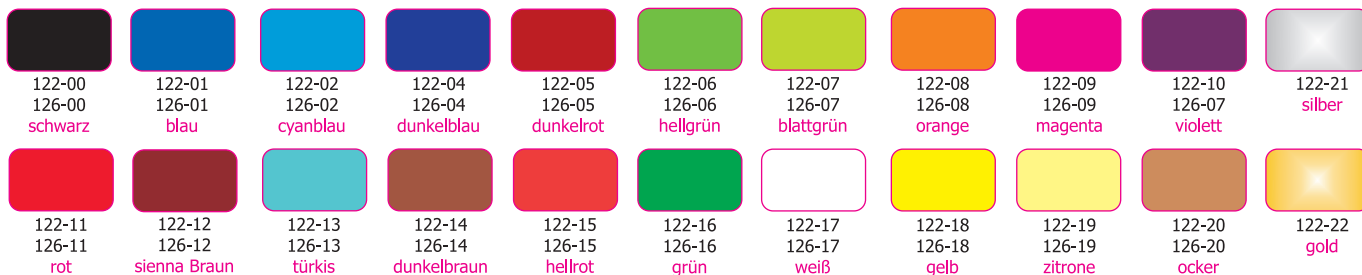 122-00 122-01 122-02 122-04 122-05 122-06 122-07 122-08 122-09 122-10 122-21
126-00 126-01 126-02 126-04 126-05 126-06 126-07 126-08 126-09 126-07 silber
schwarz blau cyanblau dunkelblau dunkelrot hellgrün blattgrün orange magenta violett
122-11 122-12 122-13 122-14 122-15 122-16 122-17 122-18 122-19 122-20 122-22
126-11 126-12 126-13 126-14 126-15 126-16 126-17 126-18 126-19 126-20 gold
rot sienna Braun türkis dunkelbraun hellrot grün weiß gelb zitrone ocker